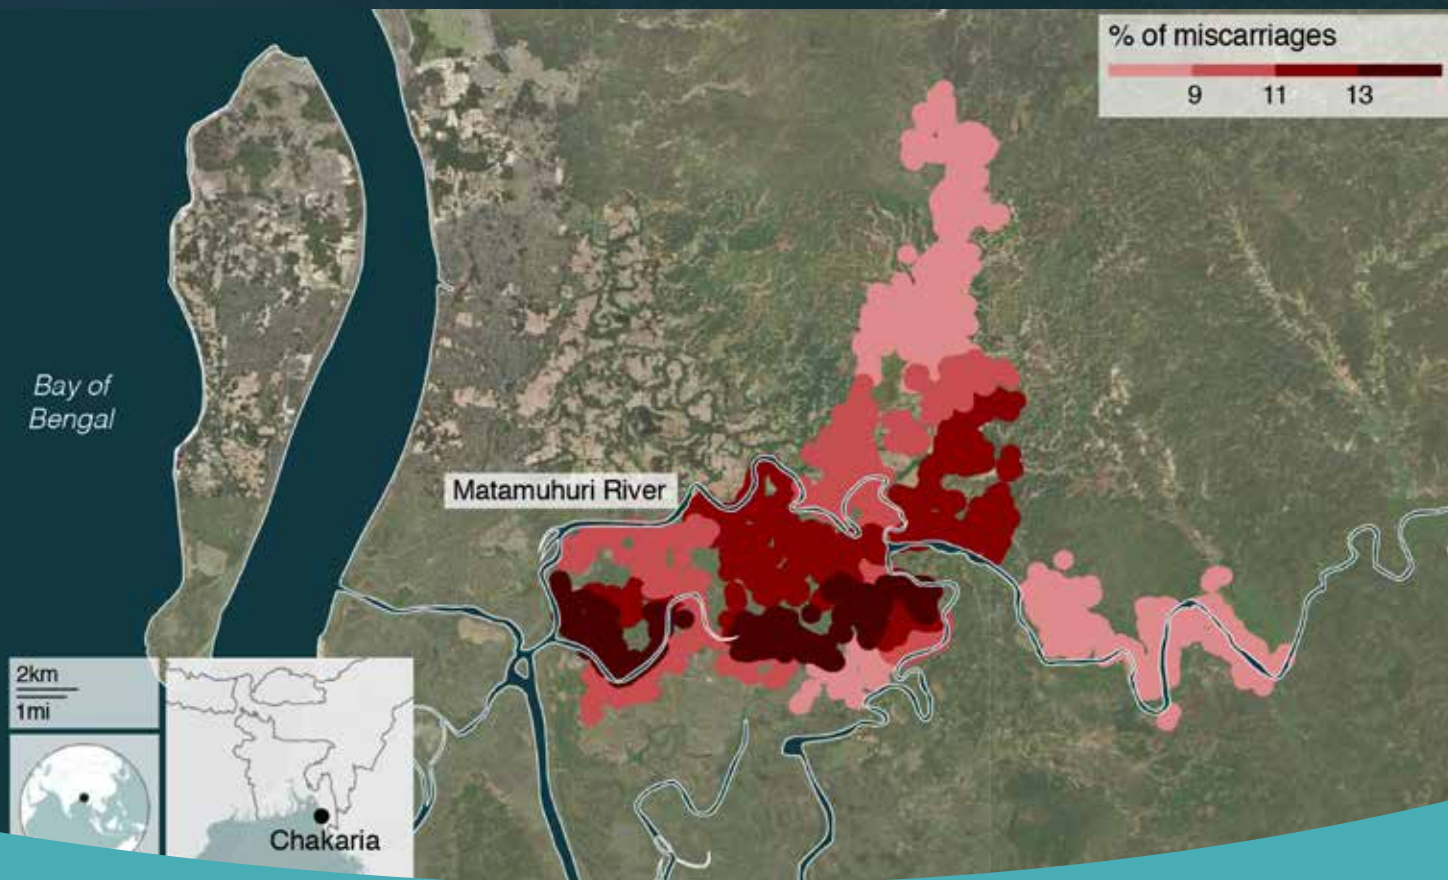 % of miscarriages
9 11 13
Bay of
Bengal
Matamuhuri River
2km
1mi
Chakaria